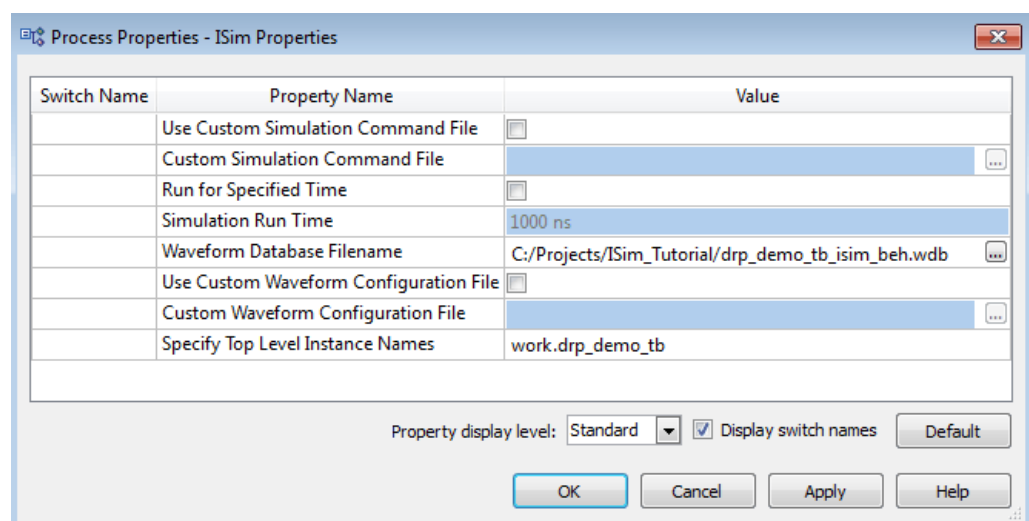 Process Properties - ISim Properties
Switch Name Property Name Value
Use Custom Simulation Command File
Custom Simulation Command File ...
Run for Specified Time
Simulation Run Time 1000 ns
Waveform Database Filename C:/Projects/ISim_Tutorial/drp_demo_tb_isim_beh.wdb ...
Use Custom Waveform Configuration File
Custom Waveform Configuration File ...
Specify Top Level Instance Names work.drp_demo_tb
Property display level: Standard Display switch names Default
OK Cancel Apply Help